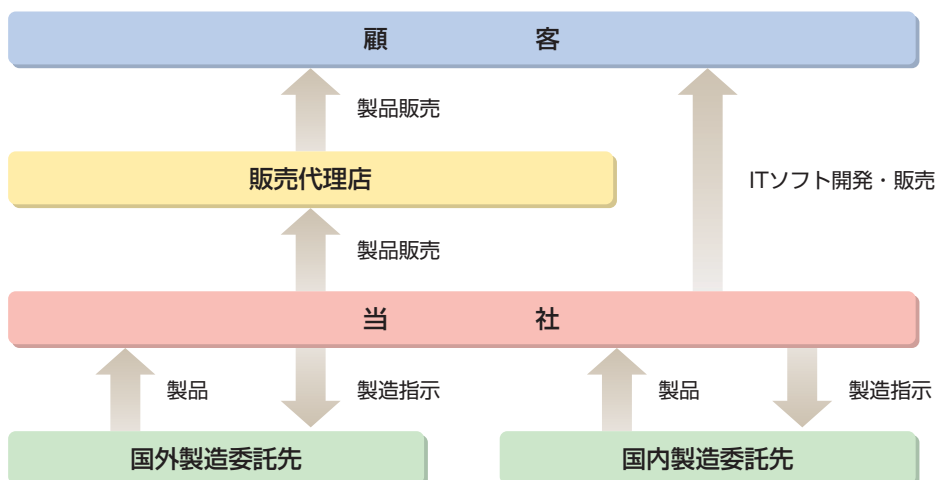 顧　客
製品販売
販売代理店
ITソフト開発・販売
製品販売
当　社
製品
製造指示
製品
製造指示
国外製造委託先
国内製造委託先